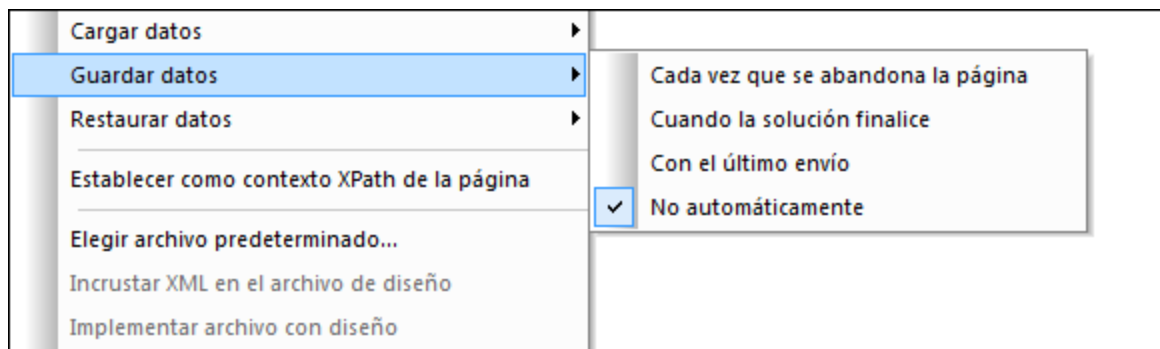 Cargar datos
Guardar datos
Restaurar datos
Establecer como contexto XPath de la página
Elegir archivo predeterminado...
Incrustar XML en el archivo de diseño
Implementar archivo con diseño
Cada vez que se abandona la página
Cuando la solución finalice
Con el último envío
No automáticamente